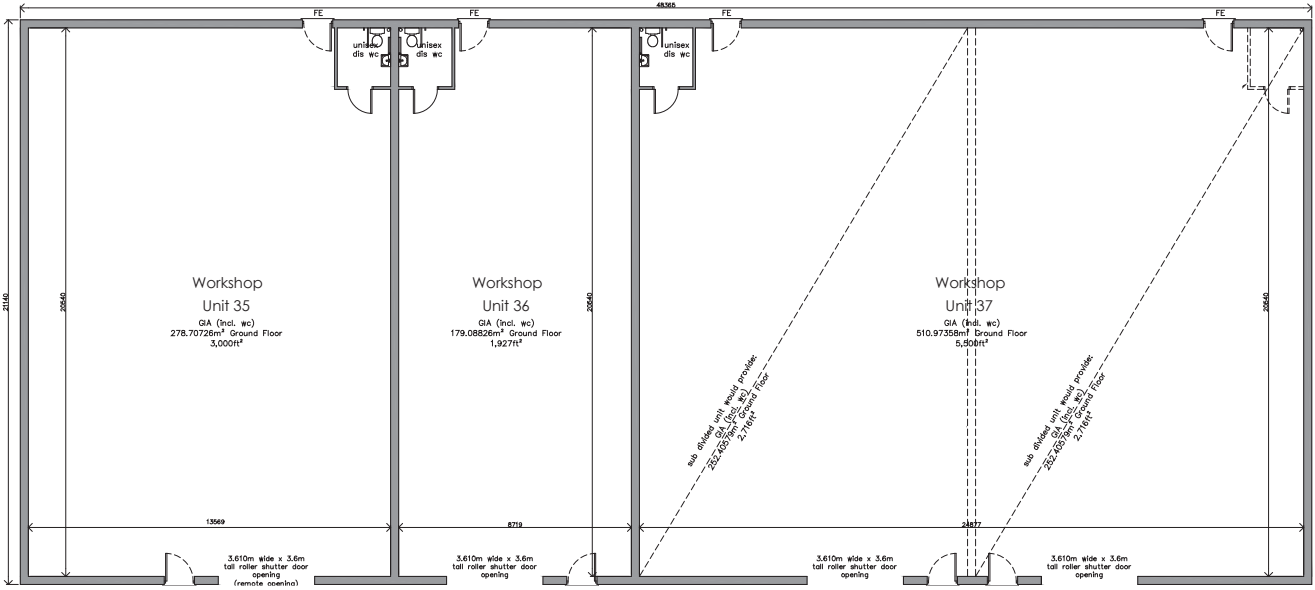 48365
FE
FE
FE
FE
unisex
dis wc
unisex
dis wc
unisex
dis wc
21140
20540
20540
20540
Workshop
Unit 35
GIA (incl. wc)
278.70726m² Ground Floor
3,000ft²
Workshop
Unit 36
GIA (incl. wc)
179.08826m² Ground Floor
1,927ft²
Workshop
Unit 37
GIA (incl. wc)
510.97358m² Ground Floor
5,500ft²
sub divided unit would provide:
GIA (incl. wc)
252.40579m² Ground Floor
2,716ft²
sub divided unit would provide:
GIA (incl. wc)
252.40579m² Ground Floor
2,716ft²
13569
8719
24877
3.610m wide x 3.6m
tall roller shutter door
opening
(remote opening)
3.610m wide x 3.6m
tall roller shutter door
opening
3.610m wide x 3.6m
tall roller shutter door
opening
3.610m wide x 3.6m
tall roller shutter door
opening